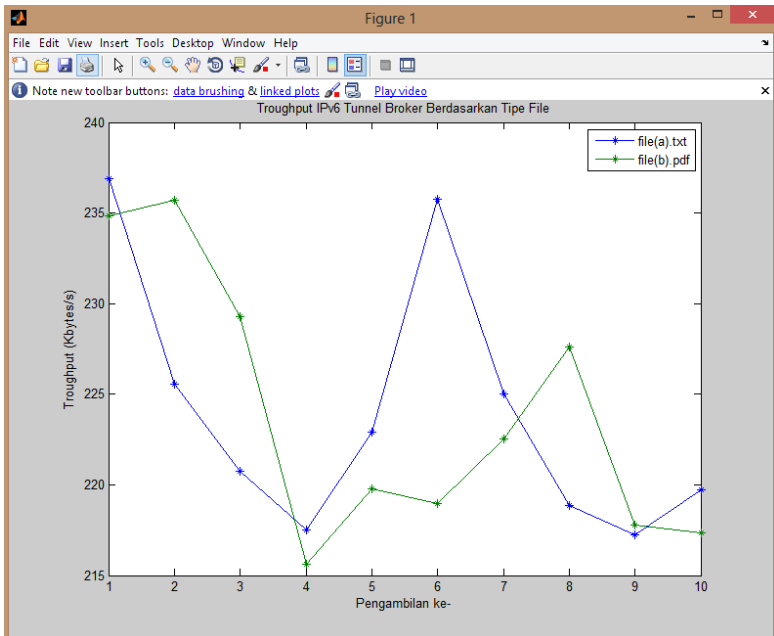 Figure 1
File Edit View Insert Tools Desktop Window Help
Note new toolbar buttons: data brushing & linked plots Play video
Troughput IPv6 Tunnel Broker Berdasarkan Tipe File
file(a).txt
file(b).pdf
240
235
230
225
220
215
Troughput (Kbytes/s)
1 2 3 4 5 6 7 8 9 10
Pengambilan ke-